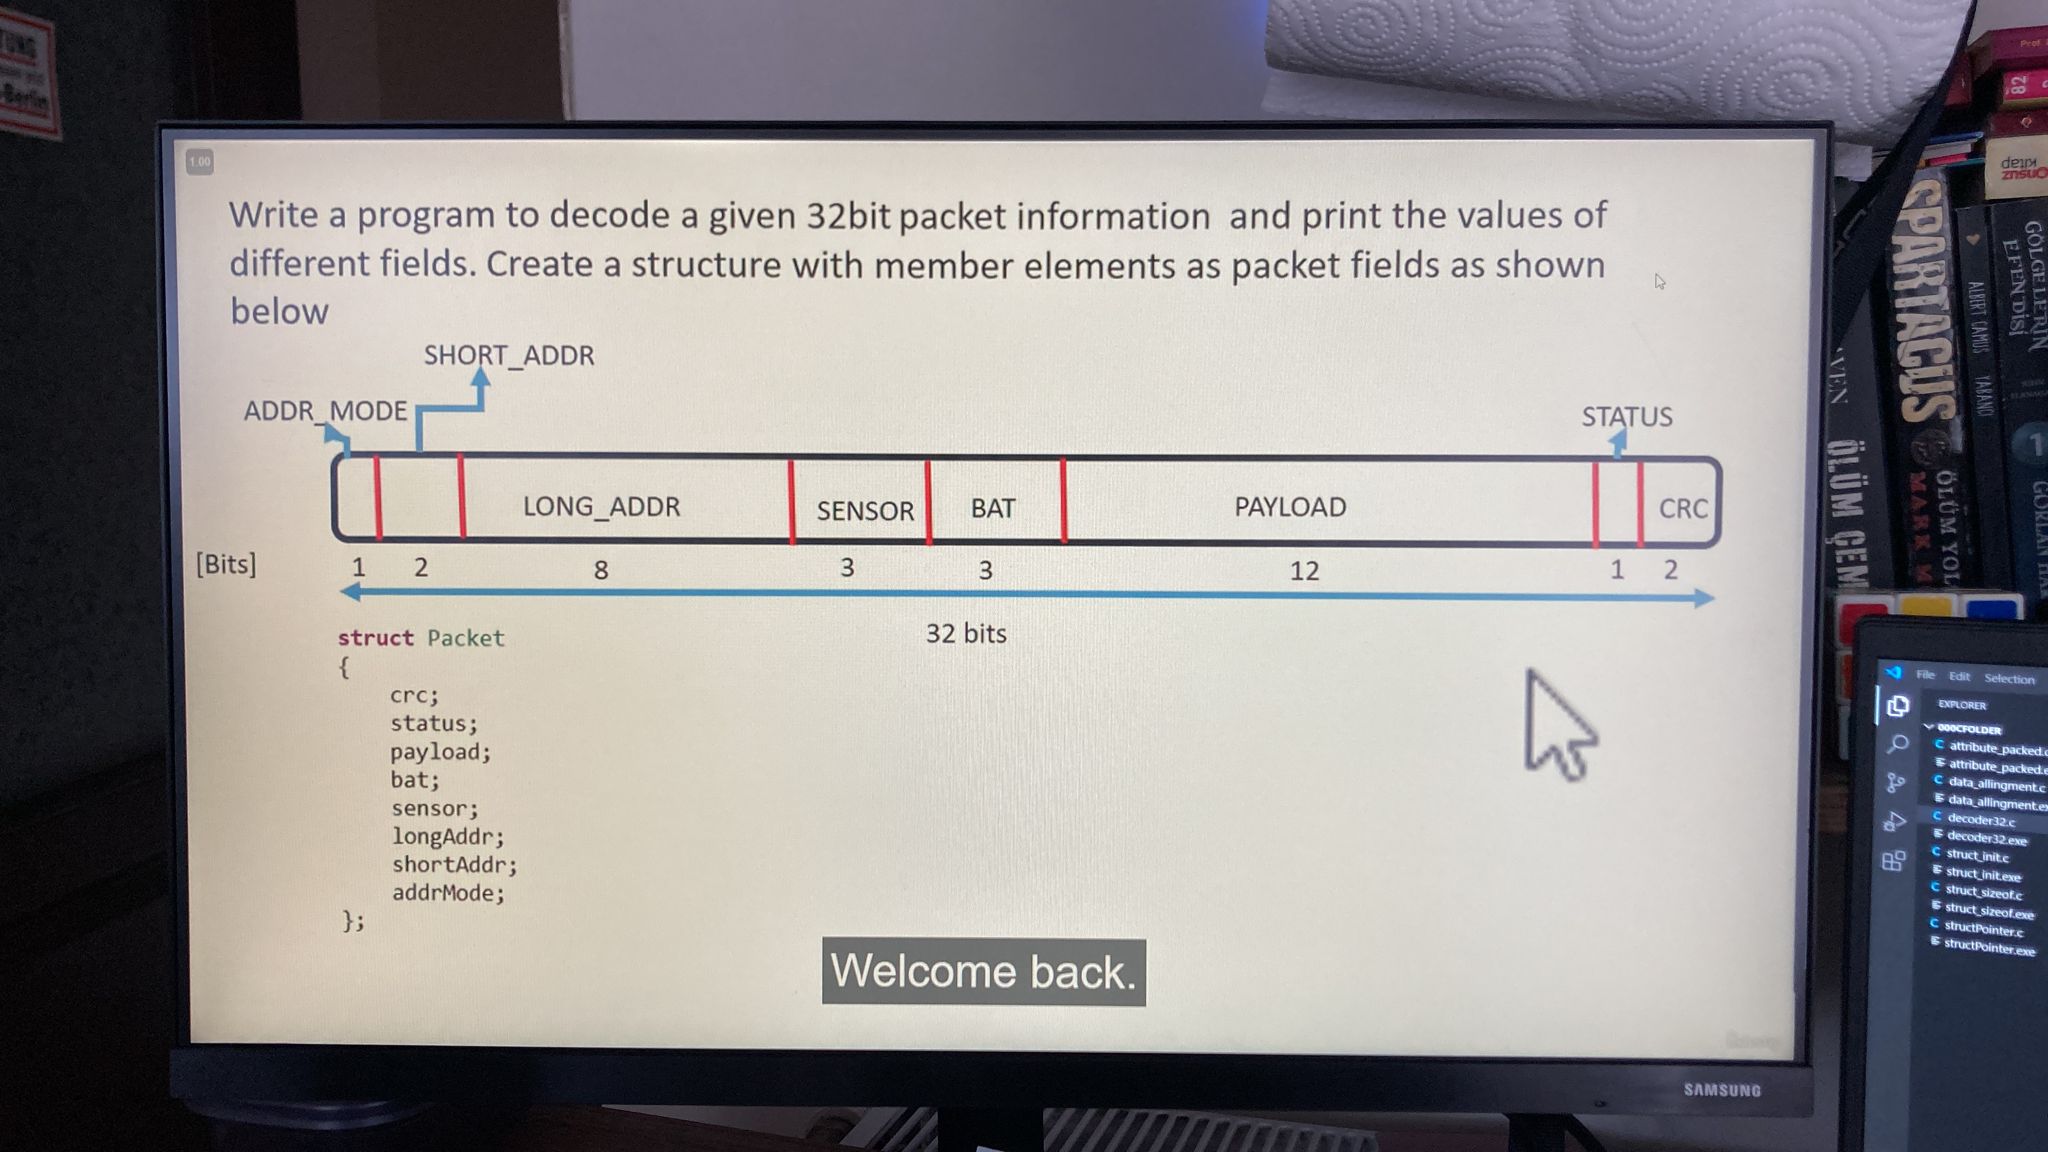 1.00
Write a program to decode a given 32bit packet information and print the values of
different fields. Create a structure with member elements as packet fields as shown
below
SHORT_ADDR
ADDR_MODE
STATUS
LONG_ADDR SENSOR BAT PAYLOAD CRC
[Bits] 1 2 8 3 3 12 1 2
32 bits
struct Packet
{
crc;
status;
payload;
bat;
sensor;
longAddr;
shortAddr;
addrMode;
};
Welcome back.
SAMSUNG
Berlin
Prof
82
kitap
SPARTACUS
ALBERT CAMUS YABANCI
GÖLGELERİN
EFENDİSİ
ÖLÜM
ÖLÜM YOL
File Edit Selection
EXPLORER
000CFOLDER
C attribute_packed.c
attribute_packed.e
C data_allingment.c
data_allingment.ex
C decoder32.c
decoder32.exe
C struct_init.c
struct_init.exe
C struct_sizeof.c
struct_sizeof.exe
C structPointer.c
structPointer.exe